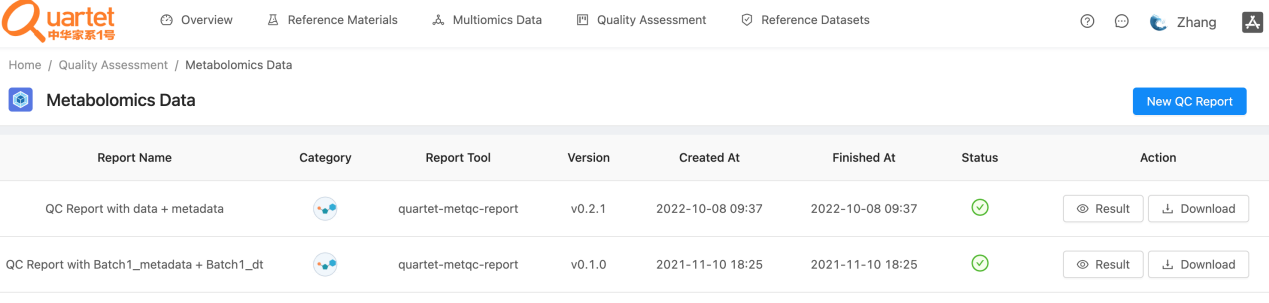 Quartet
中华家系1号
Overview Reference Materials Multiomics Data Quality Assessment Reference Datasets Zhang
Home / Quality Assessment / Metabolomics Data
Metabolomics Data New QC Report
Report Name Category Report Tool Version Created At Finished At Status Action
QC Report with data + metadata quartet-metqc-report v0.2.1 2022-10-08 09:37 2022-10-08 09:37 Result Download
QC Report with Batch1_metadata + Batch1_dt quartet-metqc-report v0.1.0 2021-11-10 18:25 2021-11-10 18:25 Result Download